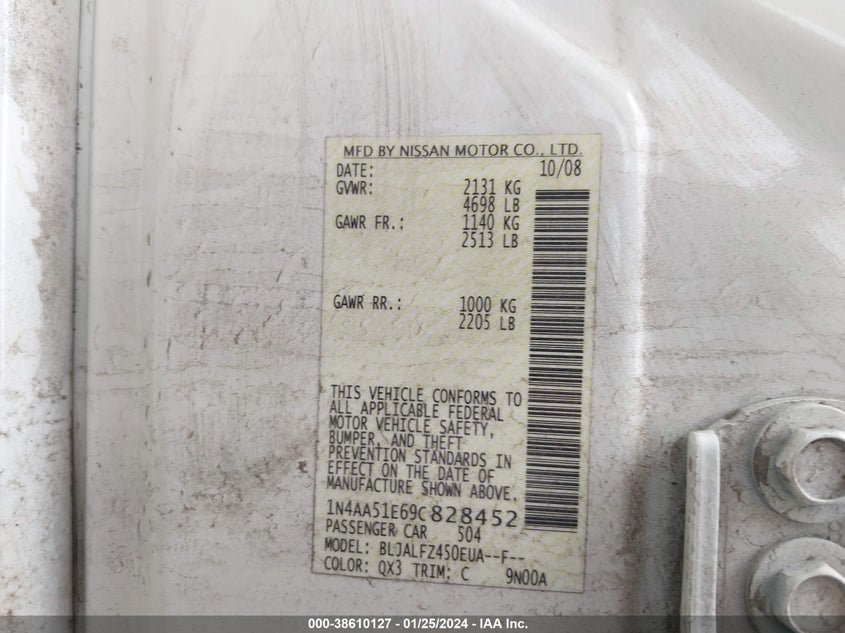 MFD BY NISSAN MOTOR CO., LTD.
DATE: 10/08
GVWR: 2131 KG
4698 LB
GAWR FR.: 1140 KG
2513 LB
GAWR RR.: 1000 KG
2205 LB
THIS VEHICLE CONFORMS TO
ALL APPLICABLE FEDERAL
MOTOR VEHICLE SAFETY,
BUMPER, AND THEFT
PREVENTION STANDARDS IN
EFFECT ON THE DATE OF
MANUFACTURE SHOWN ABOVE.
1N4AA51E69C828452
PASSENGER CAR 504
MODEL: BLJALFZ450EUA--F--
COLOR: QX3 TRIM: C 9N00A
000-38610127 - 01/25/2024 - IAA Inc.